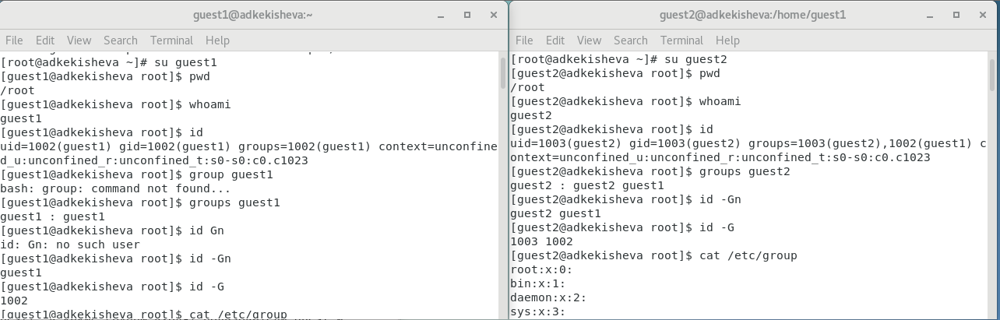 guest1@adkekisheva:~
File Edit View Search Terminal Help
[root@adkekisheva ~]# su guest1
[guest1@adkekisheva root]$ pwd
/root
[guest1@adkekisheva root]$ whoami
guest1
[guest1@adkekisheva root]$ id
uid=1002(guest1) gid=1002(guest1) groups=1002(guest1) context=unconfine
d_u:unconfined_r:unconfined_t:s0-s0:c0.c1023
[guest1@adkekisheva root]$ group guest1
bash: group: command not found...
[guest1@adkekisheva root]$ groups guest1
guest1 : guest1
[guest1@adkekisheva root]$ id Gn
id: Gn: no such user
[guest1@adkekisheva root]$ id -Gn
guest1
[guest1@adkekisheva root]$ id -G
1002
[guest1@adkekisheva root]$ cat /etc/group
guest2@adkekisheva:/home/guest1
File Edit View Search Terminal Help
[root@adkekisheva ~]# su guest2
[guest2@adkekisheva root]$ pwd
/root
[guest2@adkekisheva root]$ whoami
guest2
[guest2@adkekisheva root]$ id
uid=1003(guest2) gid=1003(guest2) groups=1003(guest2),1002(guest1) c
ontext=unconfined_u:unconfined_r:unconfined_t:s0-s0:c0.c1023
[guest2@adkekisheva root]$ groups guest2
guest2 : guest2 guest1
[guest2@adkekisheva root]$ id -Gn
guest2 guest1
[guest2@adkekisheva root]$ id -G
1003 1002
[guest2@adkekisheva root]$ cat /etc/group
root:x:0:
bin:x:1:
daemon:x:2:
sys:x:3: